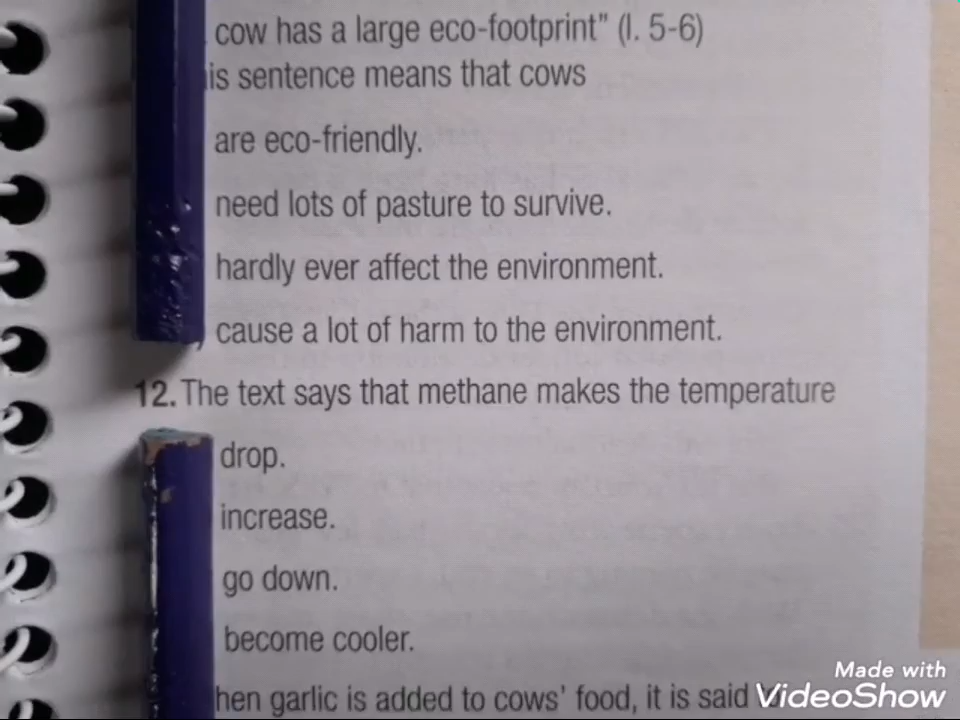 cow has a large eco-footprint” (l. 5-6)
is sentence means that cows
are eco-friendly.
need lots of pasture to survive.
hardly ever affect the environment.
cause a lot of harm to the environment.
12. The text says that methane makes the temperature
drop.
increase.
go down.
become cooler.
hen garlic is added to cows’ food, it is said
Made with
VideoShow